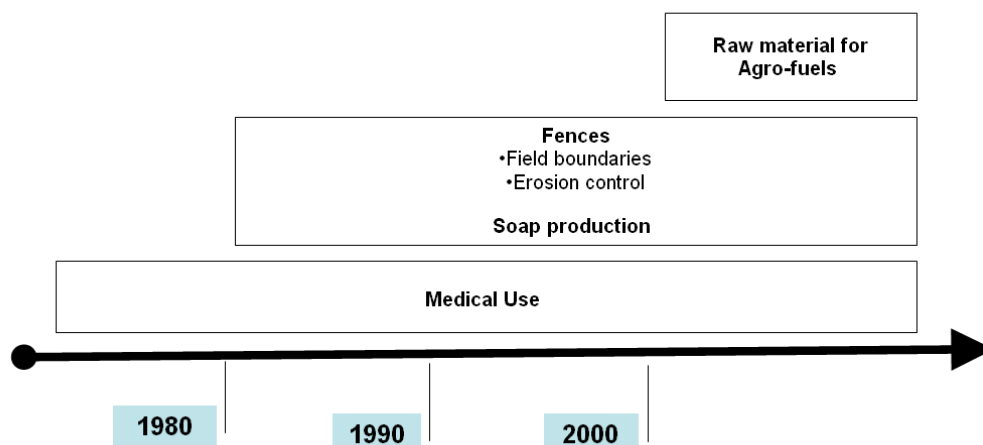 Raw material for
Agro-fuels
Fences
•Field boundaries
•Erosion control
Soap production
Medical Use
1980
1990
2000